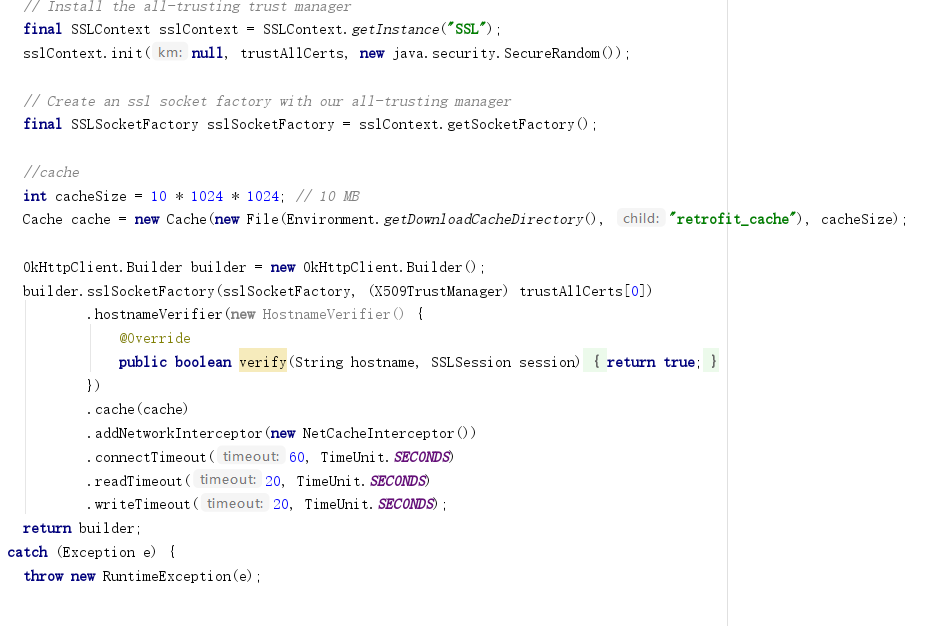 // Install the all-trusting trust manager
final SSLContext sslContext = SSLContext.getInstance("SSL");
sslContext.init( km: null, trustAllCerts, new java.security.SecureRandom());
// Create an ssl socket factory with our all-trusting manager
final SSLSocketFactory sslSocketFactory = sslContext.getSocketFactory();
//cache
int cacheSize = 10 * 1024 * 1024; // 10 MB
Cache cache = new Cache(new File(Environment.getDownloadCacheDirectory(), child: "retrofit_cache"), cacheSize);
OkHttpClient.Builder builder = new OkHttpClient.Builder();
builder.sslSocketFactory(sslSocketFactory, (X509TrustManager) trustAllCerts[0])
.hostnameVerifier(new HostnameVerifier() {
@Override
public boolean verify(String hostname, SSLSession session) { return true; }
})
.cache(cache)
.addNetworkInterceptor(new NetCacheInterceptor())
.connectTimeout( timeout: 60, TimeUnit.SECONDS)
.readTimeout( timeout: 20, TimeUnit.SECONDS)
.writeTimeout( timeout: 20, TimeUnit.SECONDS);
return builder;
catch (Exception e) {
throw new RuntimeException(e);